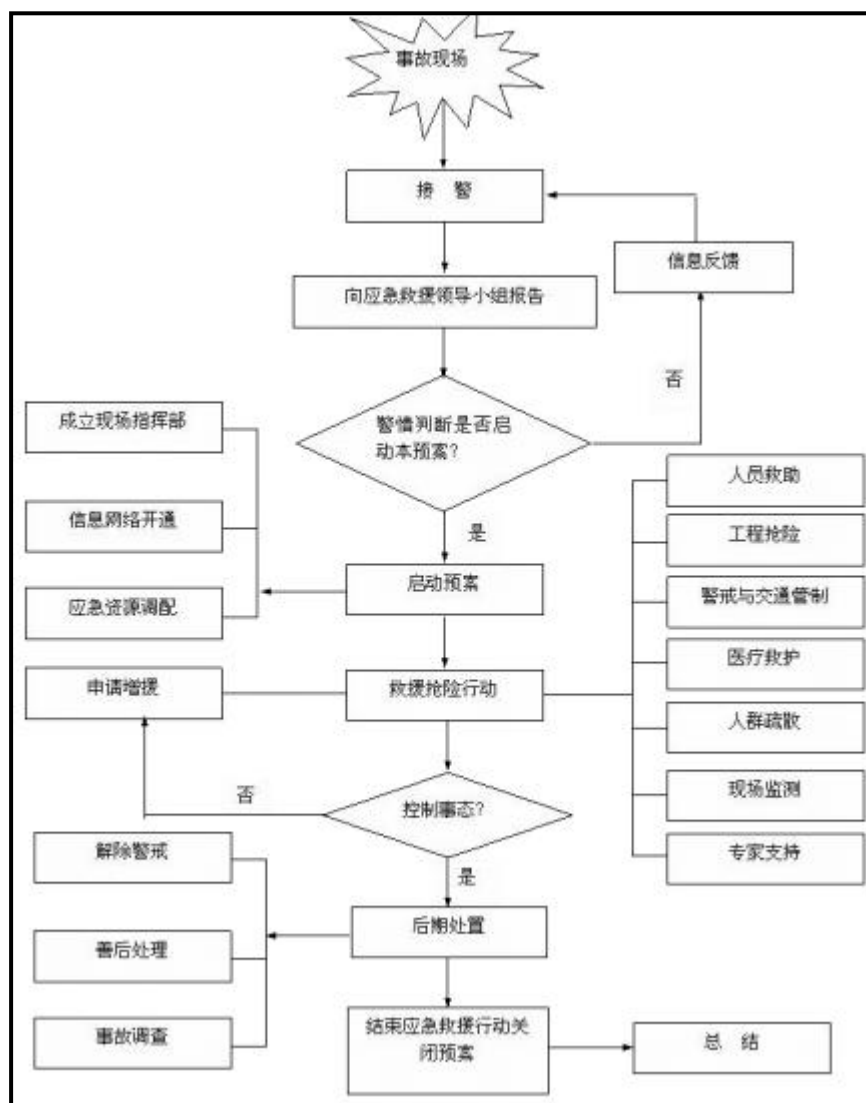 事故现场
接 警
信息反馈
向应急救援领导小组报告
否
警情判断是否启
动本预案?
成立现场指挥部
信息网络开通
应急资源调配
是
启动预案
人员救助
工程抢险
警戒与交通管制
医疗救护
人群疏散
现场监测
专家支持
申请增援
救援抢险行动
否
控制事态?
是
解除警戒
善后处理
事故调查
后期处置
结束应急救援行动关
闭预案
总 结